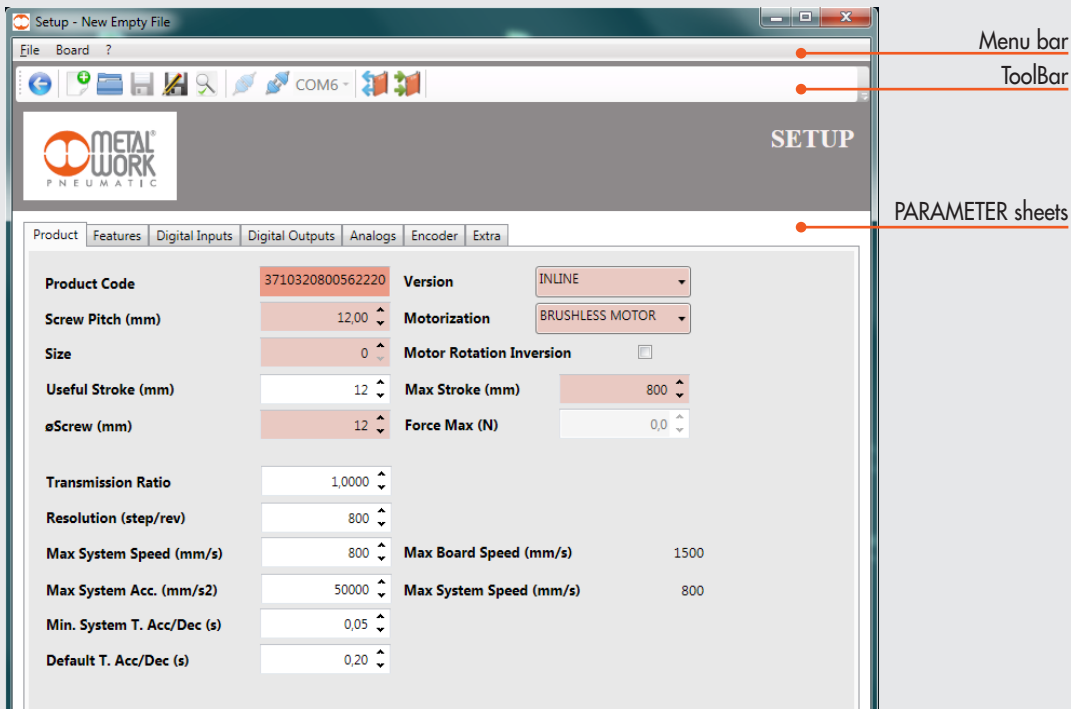 Setup - New Empty File
File Board ?
Menu bar
COM6
ToolBar
METAL®
WORK
PNEUMATIC
SETUP
PARAMETER sheets
Product Features Digital Inputs Digital Outputs Analogs Encoder Extra
Product Code 3710320800562220 Version INLINE
Screw Pitch (mm) 12,00 Motorization BRUSHLESS MOTOR
Size 0 Motor Rotation Inversion
Useful Stroke (mm) 12 Max Stroke (mm) 800
øScrew (mm) 12 Force Max (N) 0,0
Transmission Ratio 1,0000
Resolution (step/rev) 800
Max System Speed (mm/s) 800 Max Board Speed (mm/s) 1500
Max System Acc. (mm/s2) 50000 Max System Speed (mm/s) 800
Min. System T. Acc/Dec (s) 0,05
Default T. Acc/Dec (s) 0,20